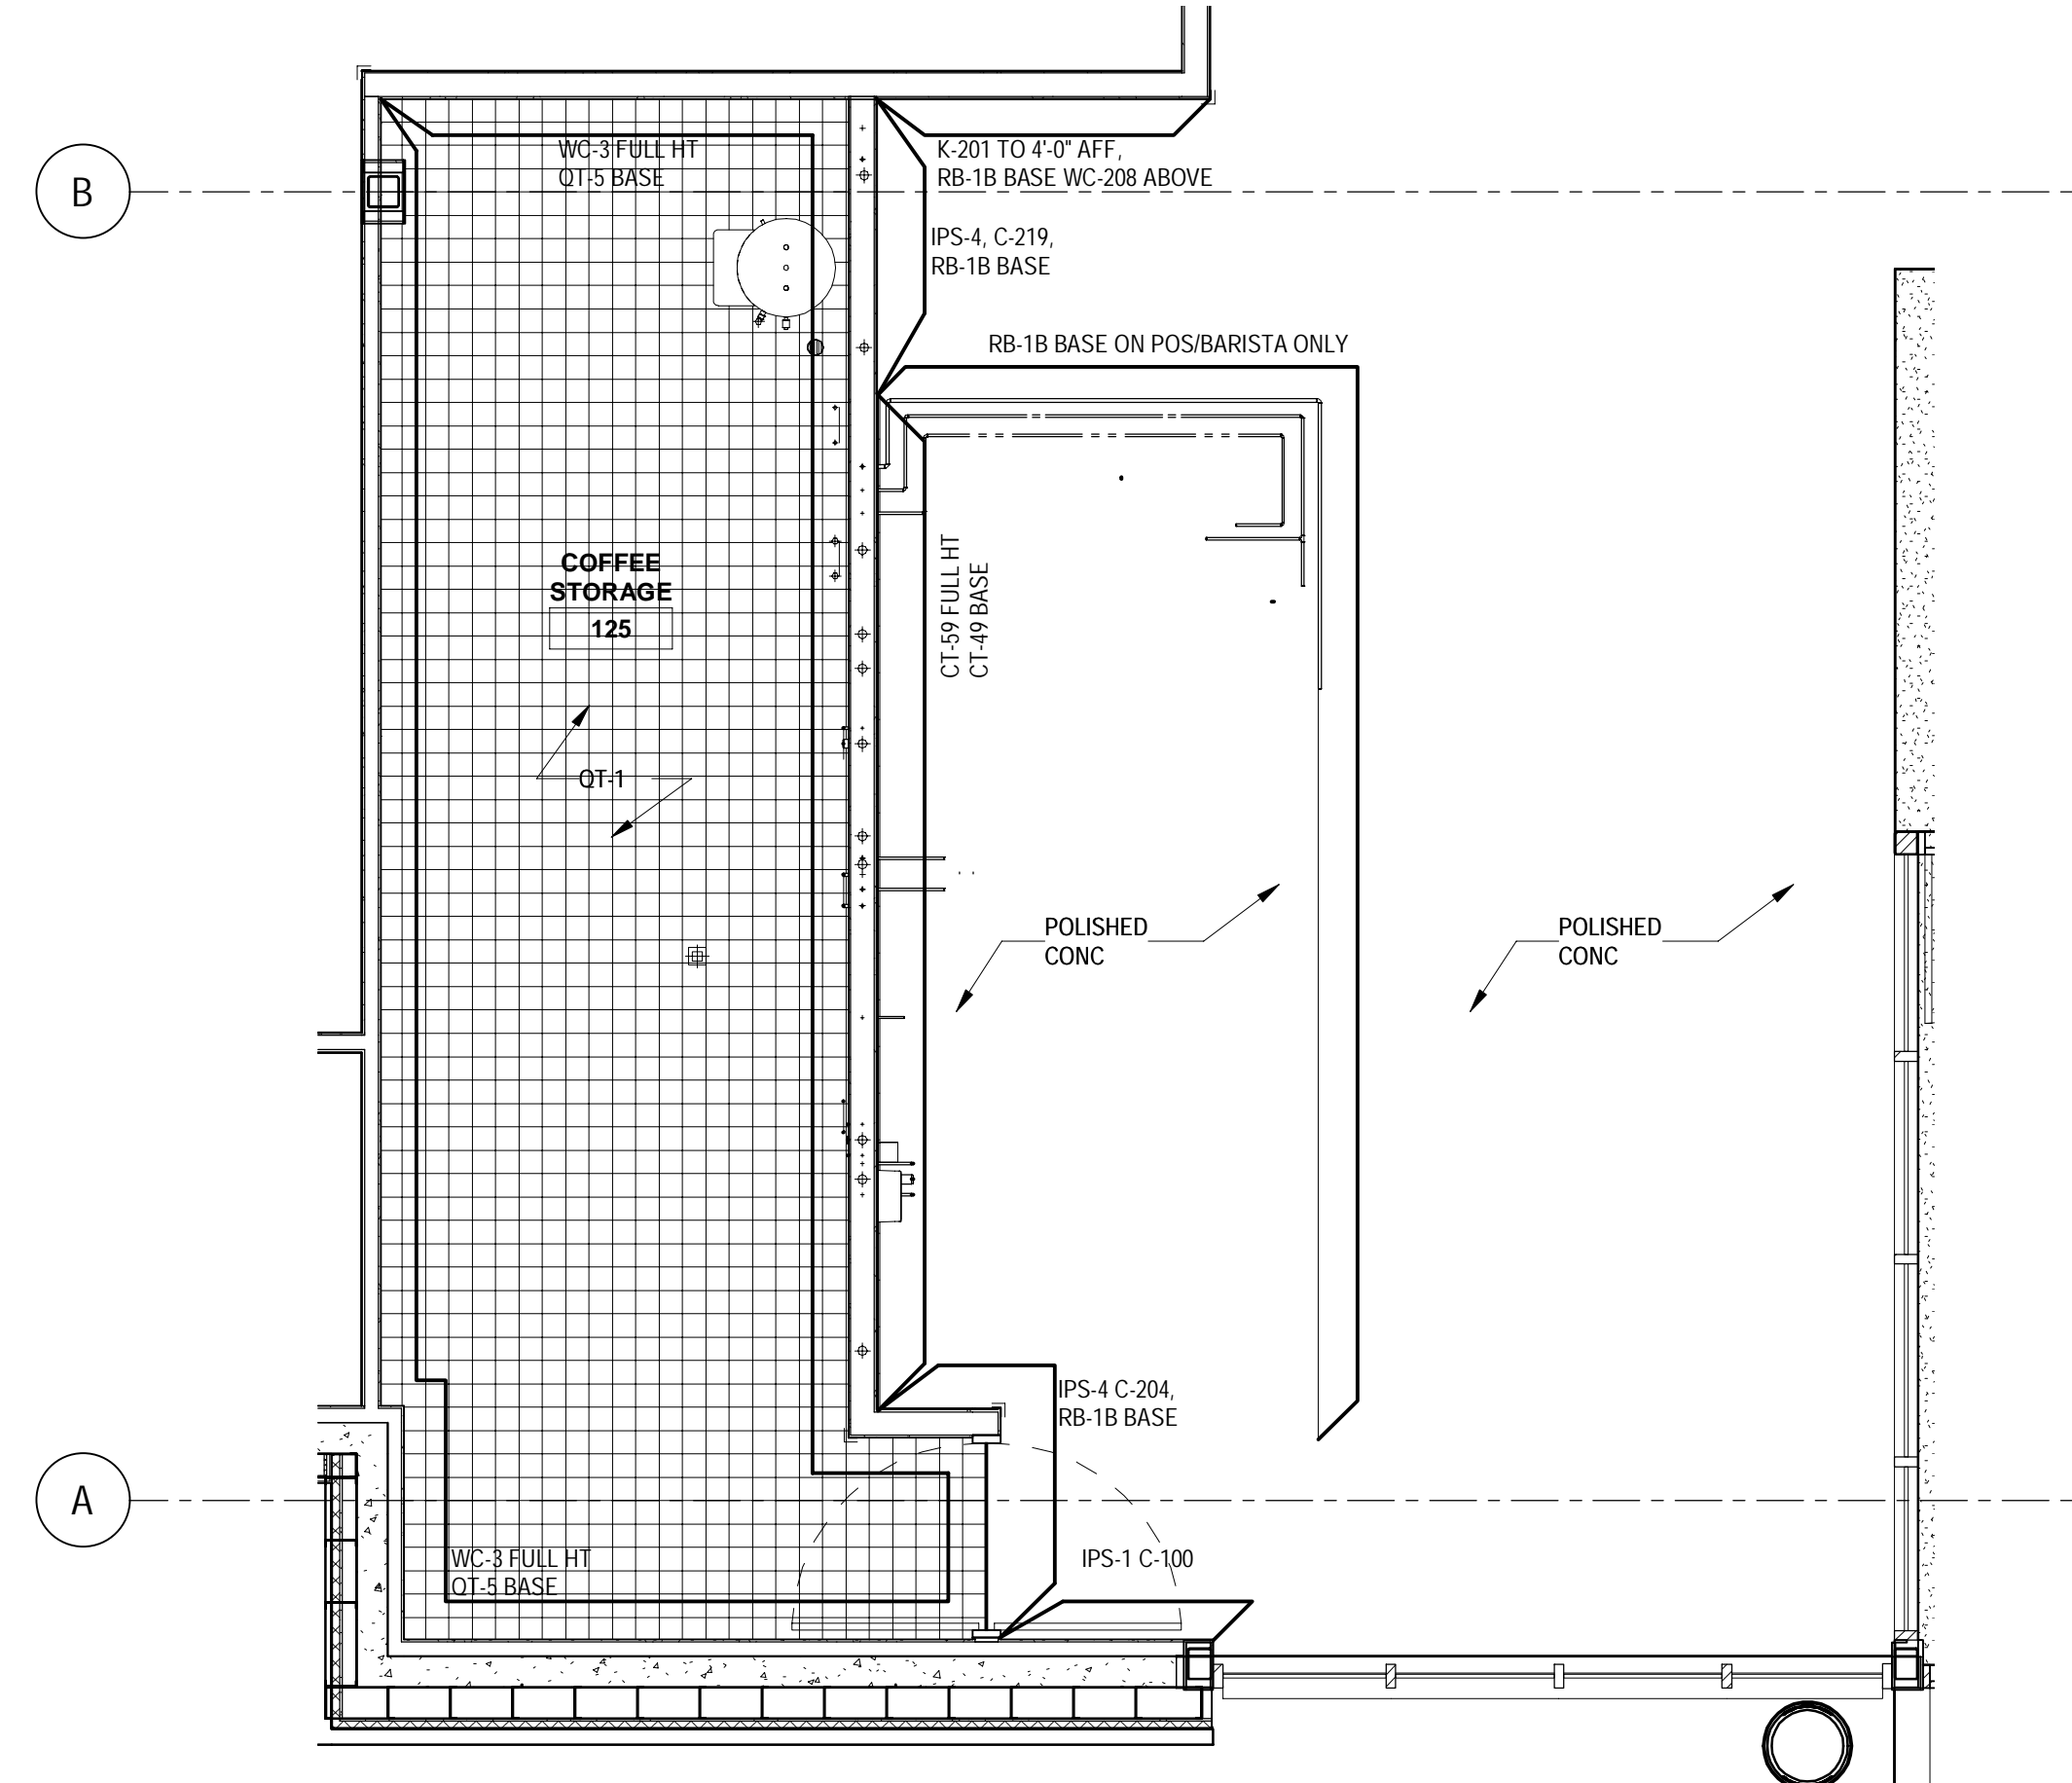 B
WC-3 FULL HT
QT-5 BASE
K-201 TO 4'-0" AFF,
RB-1B BASE WC-208 ABOVE
IPS-4, C-219,
RB-1B BASE
RB-1B BASE ON POS/BARISTA ONLY
COFFEE
STORAGE
125
CT-59 FULL HT
CT-49 BASE
QT-1
POLISHED
CONC
POLISHED
CONC
IPS-4 C-204,
RB-1B BASE
A
WC-3 FULL HT
QT-5 BASE
IPS-1 C-100